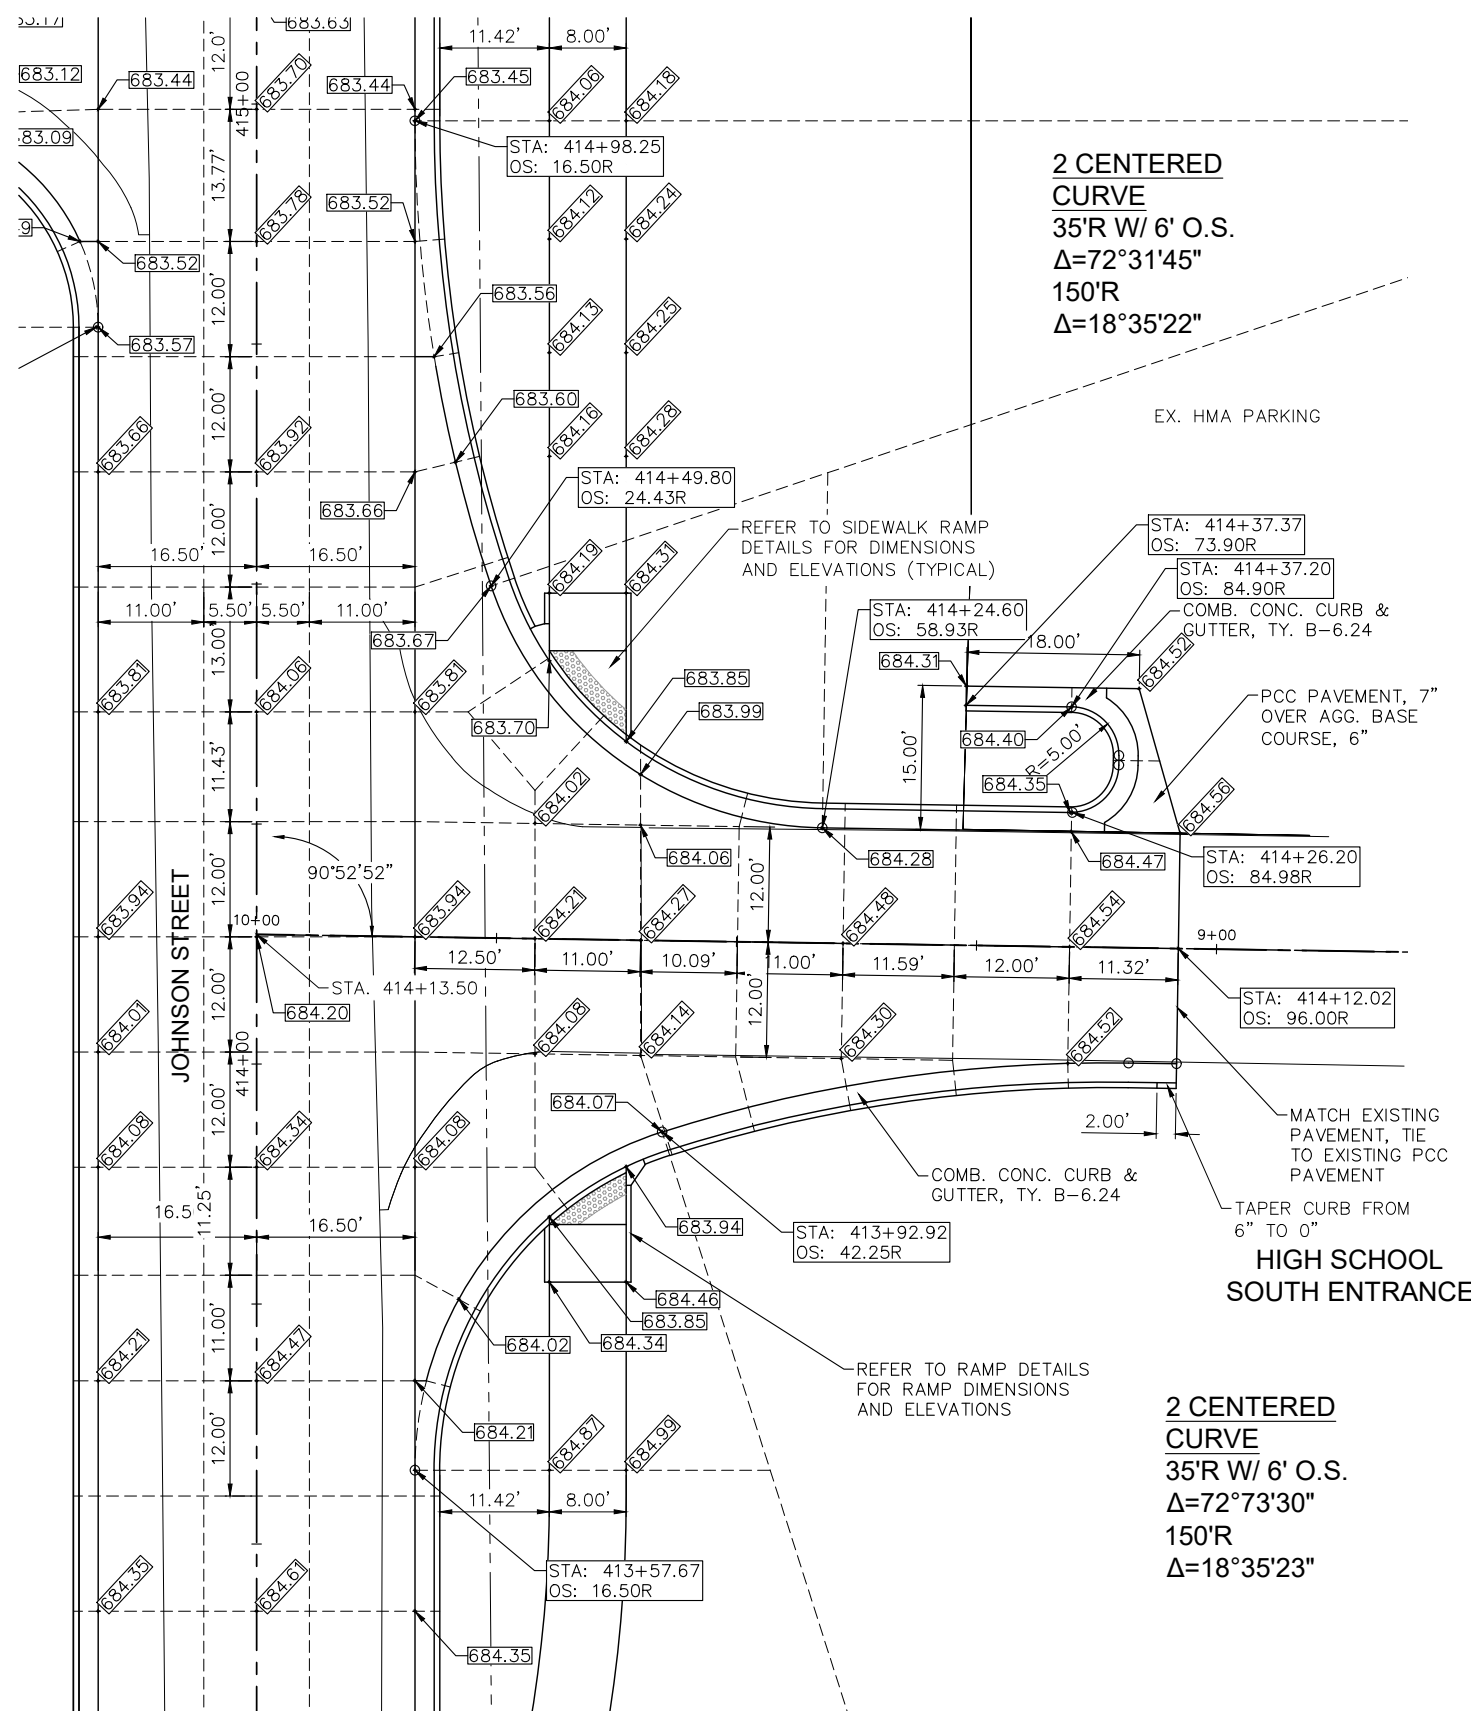 683.63
12.0'
11.42'
8.00'
683.12
683.44
683.70
683.44
683.45
684.06
684.18
415+00
STA: 414+98.25
OS: 16.50R
13.77'
683.78
683.52
684.12
684.24
2 CENTERED
CURVE
35'R W/ 6' O.S.
Δ=72°31'45"
150'R
Δ=18°35'22"
683.52
683.56
12.00'
684.13
684.25
683.57
12.00'
683.60
684.16
684.28
EX. HMA PARKING
683.66
683.92
STA: 414+49.80
OS: 24.43R
683.66
12.00'
REFER TO SIDEWALK RAMP
DETAILS FOR DIMENSIONS
AND ELEVATIONS (TYPICAL)
STA: 414+37.37
OS: 73.90R
16.50'
16.50'
684.19
684.31
STA: 414+37.20
OS: 84.90R
11.00'
5.50'
5.50'
11.00'
STA: 414+24.60
OS: 58.93R
COMB. CONC. CURB &
GUTTER, TY. B-6.24
13.00'
683.67
18.00'
684.52
684.31
683.81
684.06
683.81
683.85
683.99
683.70
PCC PAVEMENT, 7"
OVER AGG. BASE
COURSE, 6"
684.40
R=5.00'
15.00'
11.43'
684.35
684.02
684.56
684.06
684.28
684.47
STA: 414+26.20
OS: 84.98R
12.00'
90°52'52"
12.00'
JOHNSON STREET
683.94
10+00
683.94
684.21
684.27
684.48
684.54
9+00
12.50'
11.00'
10.09'
11.00'
11.59'
12.00'
11.32'
12.00'
STA. 414+13.50
12.00'
STA: 414+12.02
OS: 96.00R
684.20
684.01
684.08
684.14
684.30
684.52
414+00
684.07
12.00'
2.00'
MATCH EXISTING
PAVEMENT, TIE
TO EXISTING PCC
PAVEMENT
684.08
684.34
684.08
COMB. CONC. CURB &
GUTTER, TY. B-6.24
TAPER CURB FROM
6" TO 0"
16.5
11.25'
16.50'
683.94
STA: 413+92.92
OS: 42.25R
HIGH SCHOOL
SOUTH ENTRANCE
684.46
683.85
684.02
684.34
11.00'
684.21
684.47
REFER TO RAMP DETAILS
FOR RAMP DIMENSIONS
AND ELEVATIONS
2 CENTERED
CURVE
35'R W/ 6' O.S.
Δ=72°73'30"
150'R
Δ=18°35'23"
12.00'
684.21
684.87
684.99
11.42'
8.00'
STA: 413+57.67
OS: 16.50R
684.35
684.61
684.35